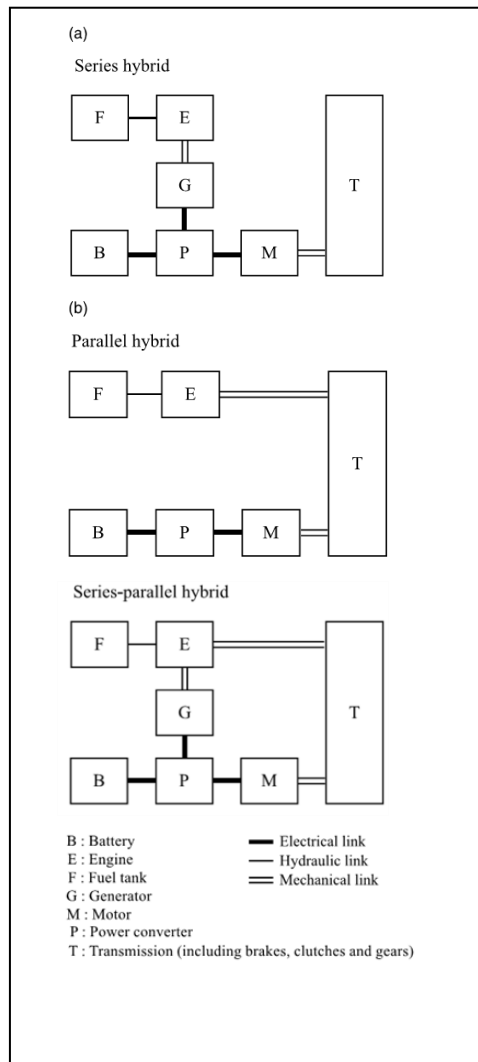 (a)
Series hybrid
F E
G T
B P M
(b)
Parallel hybrid
F E
T
B P M
Series-parallel hybrid
F E
G T
B P M
B : Battery
E : Engine
F : Fuel tank
G : Generator
M : Motor
P : Power converter
T : Transmission (including brakes, clutches and gears)
Electrical link
Hydraulic link
Mechanical link